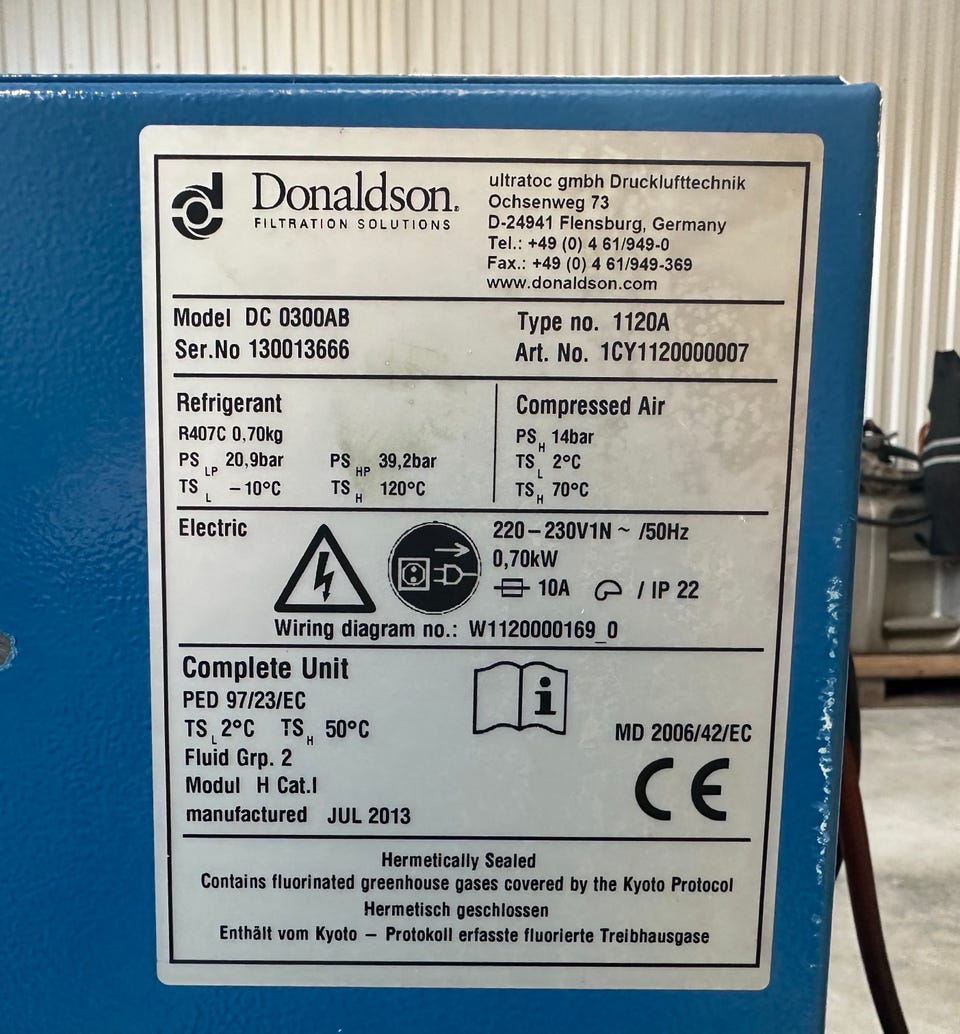 Donaldson.
FILTRATION SOLUTIONS
ultratoc gmbh Drucklufttechnik
Ochsenweg 73
D-24941 Flensburg, Germany
Tel.: +49 (0) 4 61/949-0
Fax.: +49 (0) 4 61/949-369
www.donaldson.com
Model DC 0300AB
Type no. 1120A
Ser.No 130013666
Art. No. 1CY1120000007
Refrigerant
R407C 0,70kg
PS LP 20,9bar PS HP 39,2bar
TS L –10°C TS H 120°C
Compressed Air
PS H 14bar
TS L 2°C
TS H 70°C
Electric
220–230V1N ~ /50Hz
0,70kW
10A / IP 22
Wiring diagram no.: W1120000169_0
Complete Unit
PED 97/23/EC
TS L 2°C TS H 50°C
Fluid Grp. 2
Modul H Cat.I
manufactured JUL 2013
i
MD 2006/42/EC
CE
Hermetically Sealed
Contains fluorinated greenhouse gases covered by the Kyoto Protocol
Hermetisch geschlossen
Enthält vom Kyoto – Protokoll erfasste fluorierte Treibhausgase